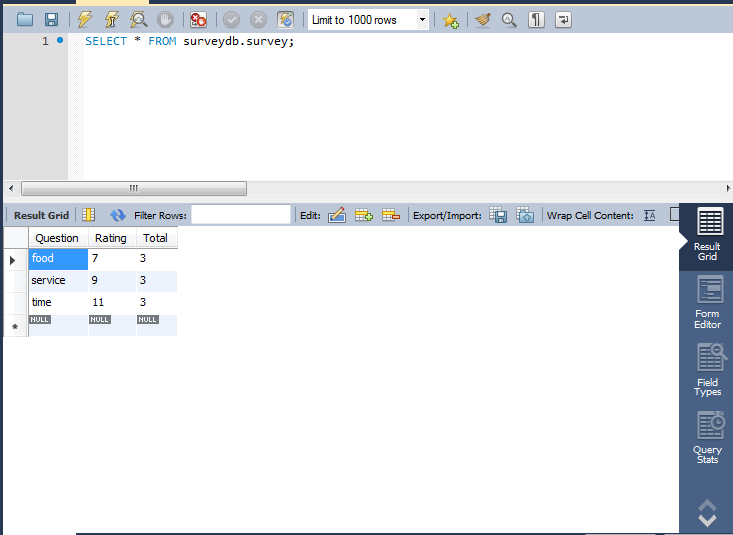 Limit to 1000 rows
1 SELECT * FROM surveydb.survey;
Result Grid Filter Rows: Edit: Export/Import: Wrap Cell Content:
Question Rating Total
food 7 3
service 9 3
time 11 3
NULL NULL NULL
Result
Grid
Form
Editor
Field
Types
Query
Stats